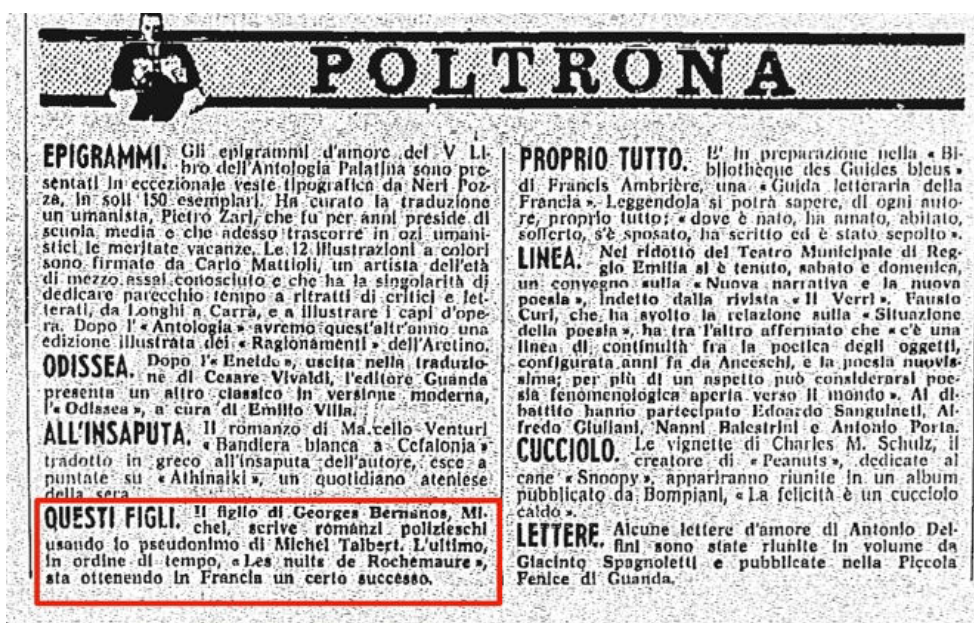 POLTRONA
EPIGRAMMI. Gli epigrammi d'amore del V Li-
bro dell'Antologia Palatina sono pre-
sentati in eccezionale veste tipografica da Neri Poz-
za, in soli 150 esemplari. Ha curato la traduzione
un umanista, Pietro Zari, che fu per anni preside di
scuola media e che adesso trascorre in ozi umani-
stici le meritate vacanze. Le 12 illustrazioni a colori
sono firmate da Carlo Mattioli, un artista dell'età
di mezzo assai conosciuto e che ha la singolarità di
dedicare parecchio tempo a ritratti di critici e let-
terati, da Longhi a Carrà, e a illustrare i capi d'ope-
ra. Dopo l'« Antologia » avremo quest'altr'anno una
edizione illustrata dei « Ragionamenti » dell'Aretino.
ODISSEA. Dopo l'« Eneide », uscita nella traduzio-
ne di Cesare Vivaldi, l'editore Guanda
presenta un altro classico in versione moderna,
l'« Odissea », a cura di Emilio Villa.
ALL'INSAPUTA. Il romanzo di Marcello Venturi
« Bandiera bianca a Cefalonia »
tradotto in greco all'insaputa dell'autore, esce a
puntate su « Athinaiki », un quotidiano ateniese
della sera.
QUESTI FIGLI. Il figlio di Georges Bernanos, Mi-
chel, scrive romanzi polizieschi
usando lo pseudonimo di Michel Talbert. L'ultimo,
in ordine di tempo, « Les nuits de Rochemaure »,
sta ottenendo in Francia un certo successo.
PROPRIO TUTTO. E' in preparazione nella « Bi-
bliothèque des Guides bleus »
di Francis Ambrière, una « Guida letteraria della
Francia ». Leggendola si potrà sapere, di ogni auto-
re, proprio tutto: « dove è nato, ha amato, abitato,
sofferto, s'è sposato, ha scritto ed è stato sepolto ».
LINEA. Nel ridotto del Teatro Municipale di Reg-
gio Emilia si è tenuto, sabato e domenica,
un convegno sulla « Nuova narrativa e la nuova
poesia », indetto dalla rivista « Il Verri ». Fausto
Curi, che ha svolto la relazione sulla « Situazione
della poesia », ha tra l'altro affermato che « c'è una
linea di continuità fra la poetica degli oggetti,
configurata anni fa da Anceschi, e la poesia nuovis-
sima; per più di un aspetto può considerarsi poe-
sia fenomenologica aperta verso il mondo ». Al di-
battito hanno partecipato Edoardo Sanguineti, Al-
fredo Giuliani, Nanni Balestrini e Antonio Porta.
CUCCIOLO. Le vignette di Charles M. Schulz, il
creatore di « Peanuts », dedicate al
cane « Snoopy », appariranno riunite in un album
pubblicato da Bompiani, « La felicità è un cucciolo
caldo ».
LETTERE. Alcune lettere d'amore di Antonio Del-
fini sono state riunite in volume da
Giacinto Spagnoletti e pubblicate nella Piccola
Fenice di Guanda.